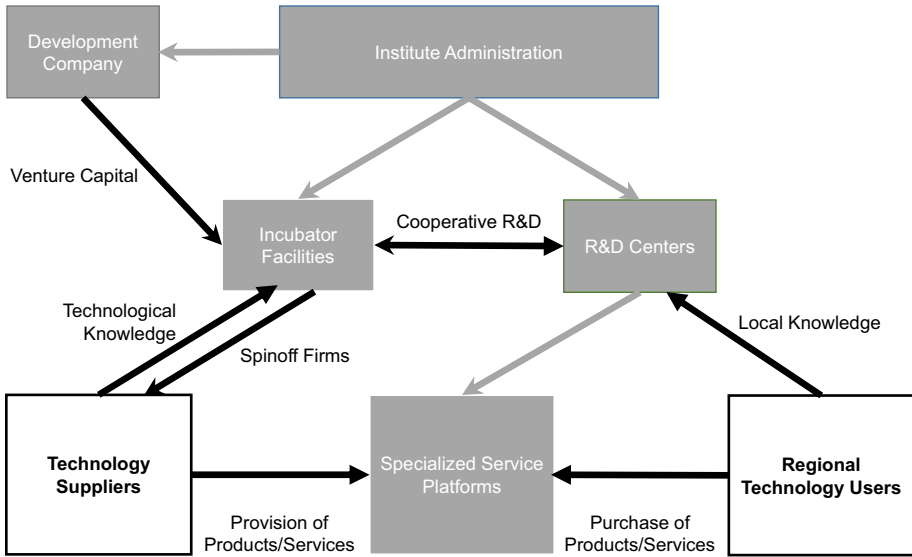 Development
Company
Institute Administration
Venture Capital
Incubator
Facilities
Cooperative R&D
R&D Centers
Technological
Knowledge
Spinoff Firms
Local Knowledge
Technology
Suppliers
Specialized Service
Platforms
Regional
Technology Users
Provision of
Products/Services
Purchase of
Products/Services